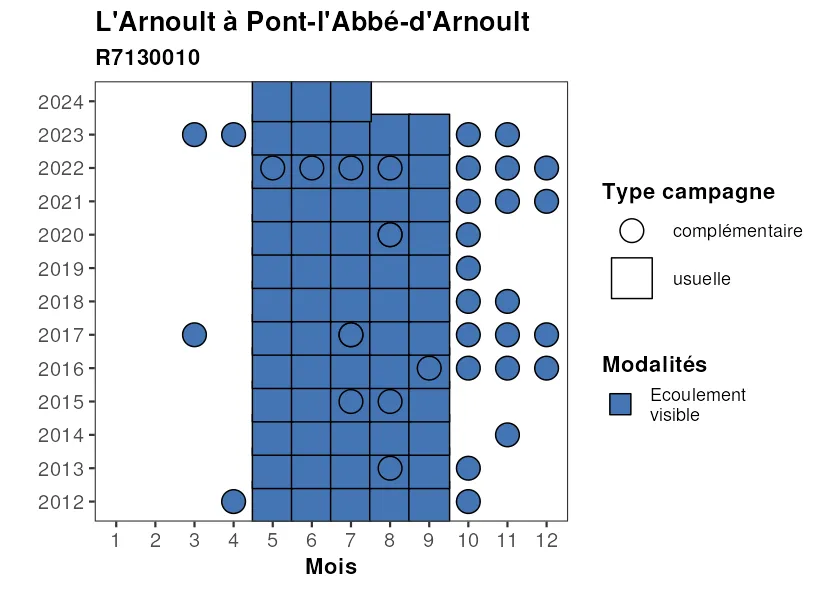 L'Arnoult à Pont-l'Abbé-d'Arnoult
R7130010
2024
2023
2022
2021
2020
2019
2018
2017
2016
2015
2014
2013
2012
1 2 3 4 5 6 7 8 9 10 11 12
Mois
Type campagne
complémentaire
usuelle
Modalités
Ecoulement
visible